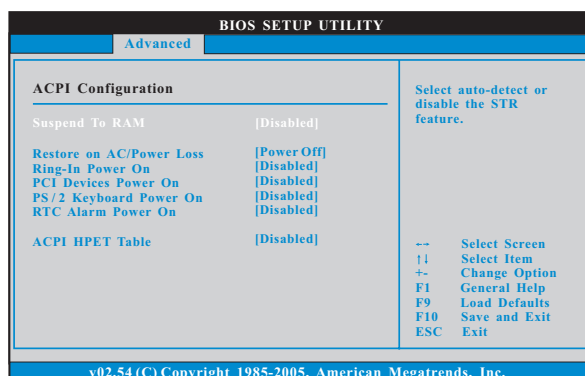 BIOS SETUP UTILITY
Advanced
ACPI Configuration
Suspend To RAM [Disabled]
Restore on AC/Power Loss [Power Off]
Ring-In Power On [Disabled]
PCI Devices Power On [Disabled]
PS/2 Keyboard Power On [Disabled]
RTC Alarm Power On [Disabled]
ACPI HPET Table [Disabled]
Select auto-detect or
disable the STR
feature.
←→ Select Screen
↑↓ Select Item
+- Change Option
F1 General Help
F9 Load Defaults
F10 Save and Exit
ESC Exit
v02.54 (C) Copyright 1985-2005, American Megatrends, Inc.